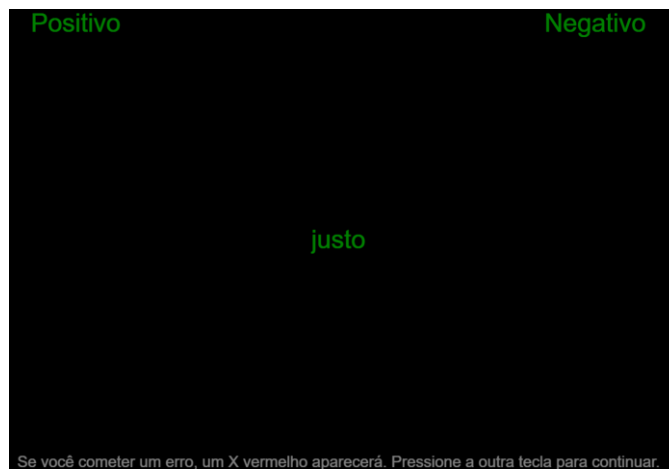 Positivo Negativo
justo
Se você cometer um erro, um X vermelho aparecerá. Pressione a outra tecla para continuar.